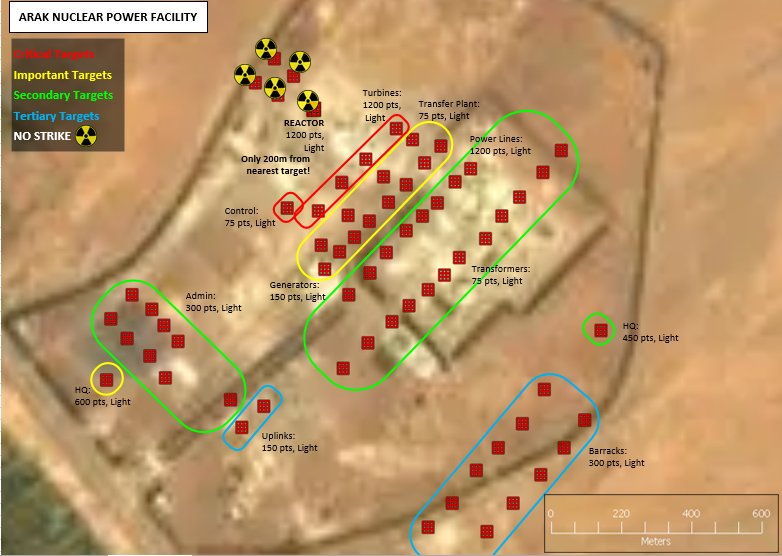 ARAK NUCLEAR POWER FACILITY
Critical Targets
Important Targets
Secondary Targets
Tertiary Targets
NO STRIKE
REACTOR
1200 pts,
Light
Only 200m from
nearest target!
Turbines:
1200 pts,
Light
Transfer Plant:
75 pts, Light
Power Lines:
1200 pts, Light
Control:
75 pts, Light
Generators:
150 pts, Light
Transformers:
75 pts, Light
Admin:
300 pts, Light
HQ:
600 pts, Light
HQ:
450 pts, Light
Uplinks:
150 pts, Light
Barracks:
300 pts, Light
0 220 400 600
Meters